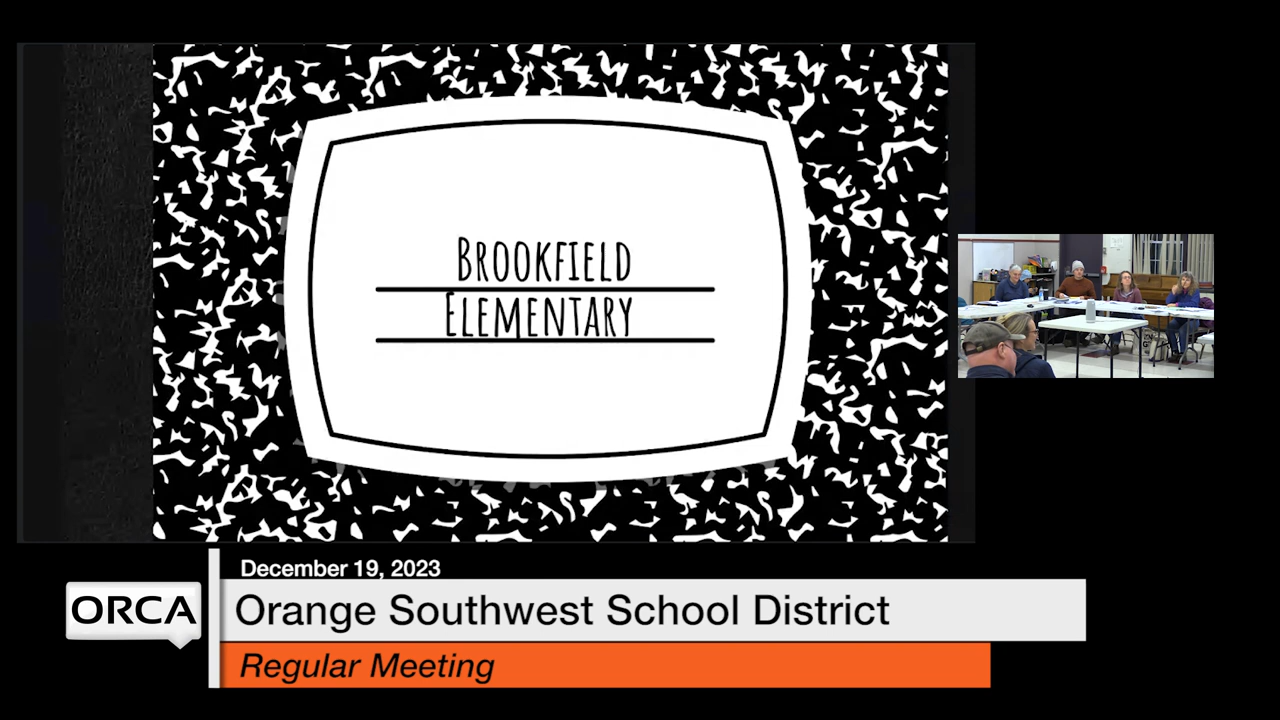 Brookfield
Elementary
December 19, 2023
ORCA
Orange Southwest School District
Regular Meeting